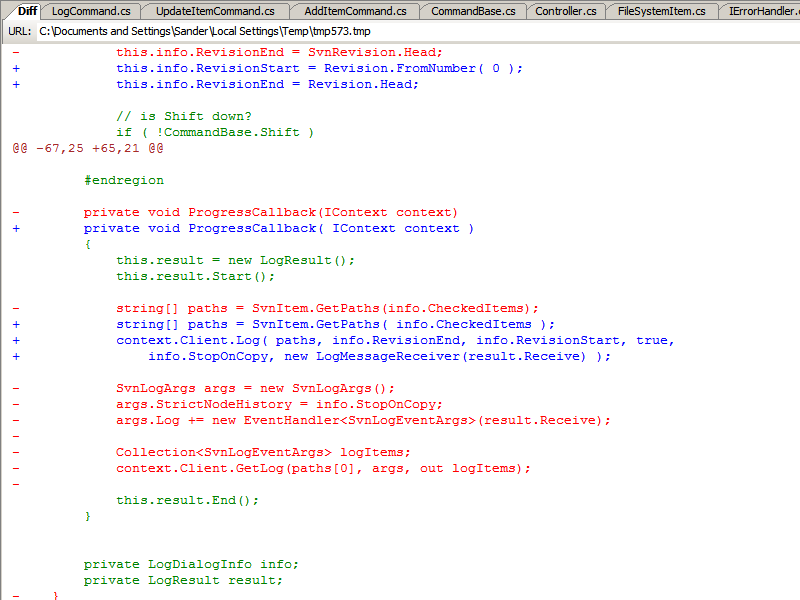 Diff LogCommand.cs UpdateItemCommand.cs AddItemCommand.cs CommandBase.cs Controller.cs FileSystemItem.cs IErrorHandler.c
URL: C:\Documents and Settings\Sander\Local Settings\Temp\tmp573.tmp
-            this.info.RevisionEnd = SvnRevision.Head;
+            this.info.RevisionStart = Revision.FromNumber( 0 );
+            this.info.RevisionEnd = Revision.Head;
// is Shift down?
if ( !CommandBase.Shift )
@@ -67,25 +65,21 @@
#endregion
-        private void ProgressCallback(IContext context)
+        private void ProgressCallback( IContext context )
{
this.result = new LogResult();
this.result.Start();
-            string[] paths = SvnItem.GetPaths(info.CheckedItems);
+            string[] paths = SvnItem.GetPaths( info.CheckedItems );
+            context.Client.Log( paths, info.RevisionEnd, info.RevisionStart, true,
+                info.StopOnCopy, new LogMessageReceiver(result.Receive) );
-            SvnLogArgs args = new SvnLogArgs();
-            args.StrictNodeHistory = info.StopOnCopy;
-            args.Log += new EventHandler<SvnLogEventArgs>(result.Receive);
-
-            Collection<SvnLogEventArgs> logItems;
-            context.Client.GetLog(paths[0], args, out logItems);
-
this.result.End();
}
private LogDialogInfo info;
private LogResult result;
-    }